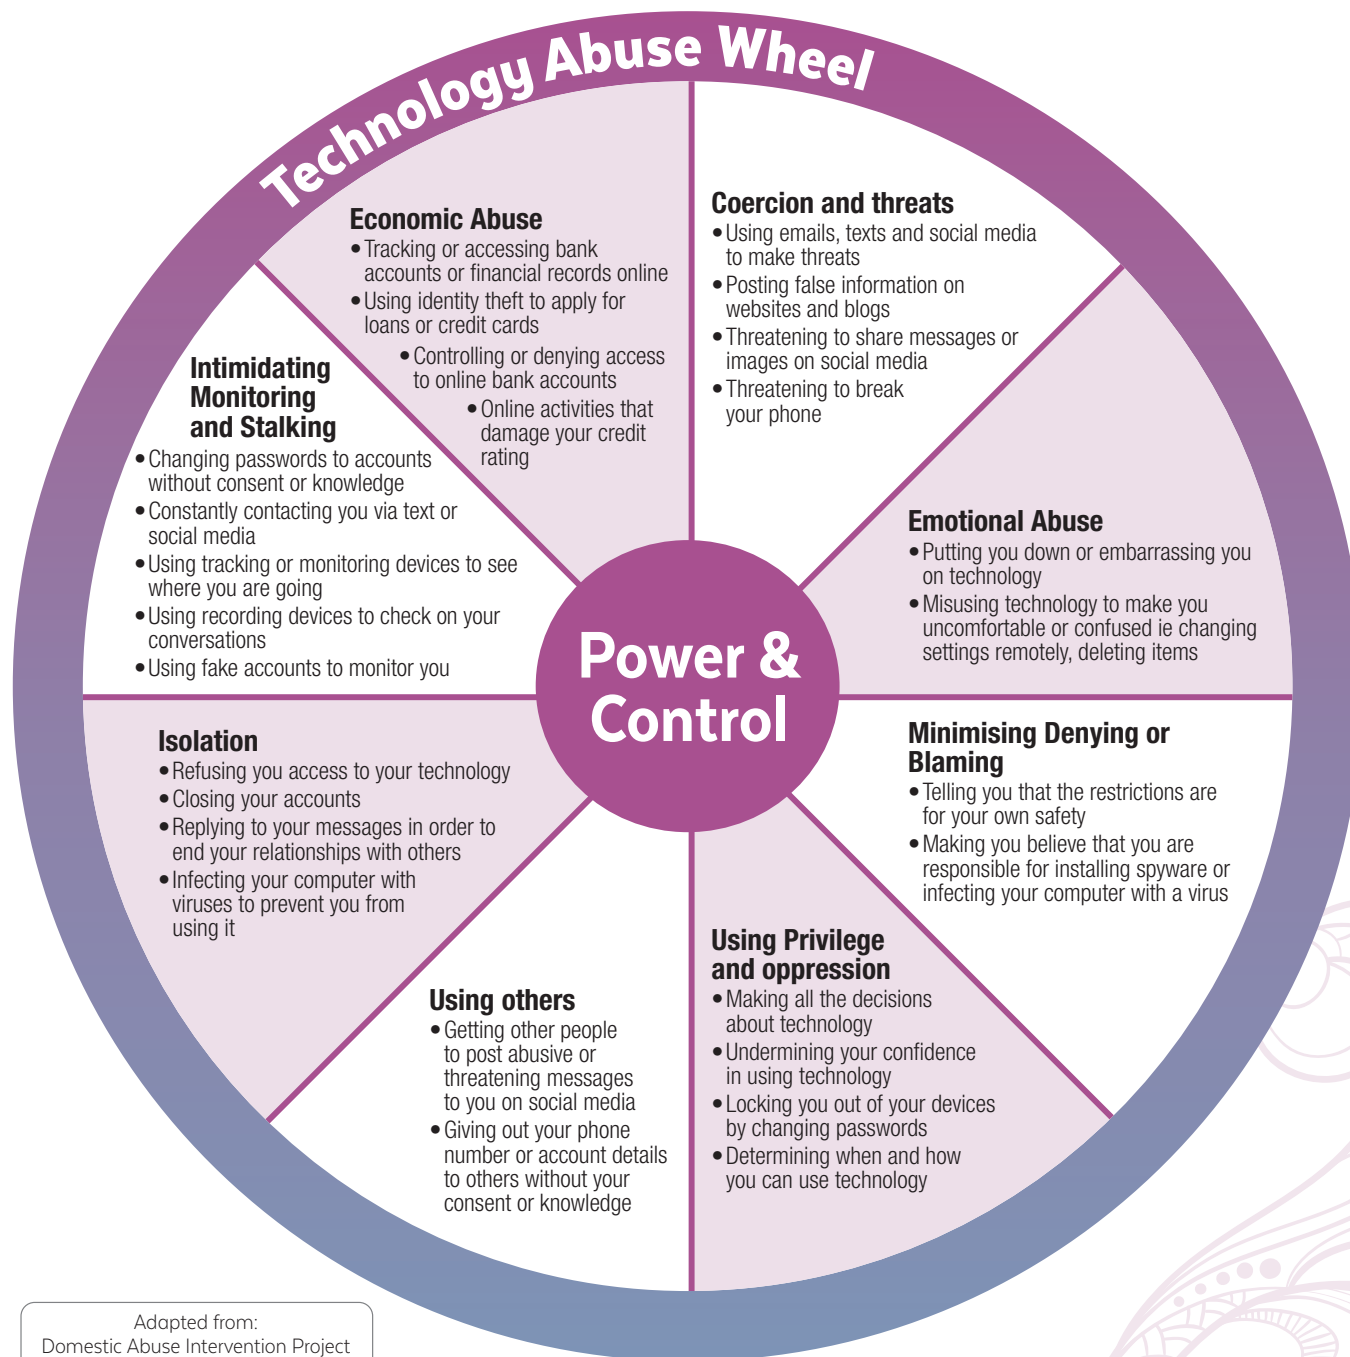 Technology Abuse Wheel
Economic Abuse
• Tracking or accessing bank
accounts or financial records online
• Using identity theft to apply for
loans or credit cards
• Controlling or denying access
to online bank accounts
• Online activities that
damage your credit
rating
Coercion and threats
• Using emails, texts and social media
to make threats
• Posting false information on
websites and blogs
• Threatening to share messages or
images on social media
• Threatening to break
your phone
Intimidating
Monitoring
and Stalking
• Changing passwords to accounts
without consent or knowledge
• Constantly contacting you via text or
social media
• Using tracking or monitoring devices to see
where you are going
• Using recording devices to check on your
conversations
• Using fake accounts to monitor you
Emotional Abuse
• Putting you down or embarrassing you
on technology
• Misusing technology to make you
uncomfortable or confused ie changing
settings remotely, deleting items
Power &
Control
Isolation
• Refusing you access to your technology
• Closing your accounts
• Replying to your messages in order to
end your relationships with others
• Infecting your computer with
viruses to prevent you from
using it
Minimising Denying or
Blaming
• Telling you that the restrictions are
for your own safety
• Making you believe that you are
responsible for installing spyware or
infecting your computer with a virus
Using others
• Getting other people
to post abusive or
threatening messages
to you on social media
• Giving out your phone
number or account details
to others without your
consent or knowledge
Using Privilege
and oppression
• Making all the decisions
about technology
• Undermining your confidence
in using technology
• Locking you out of your devices
by changing passwords
• Determining when and how
you can use technology
Adapted from:
Domestic Abuse Intervention Project